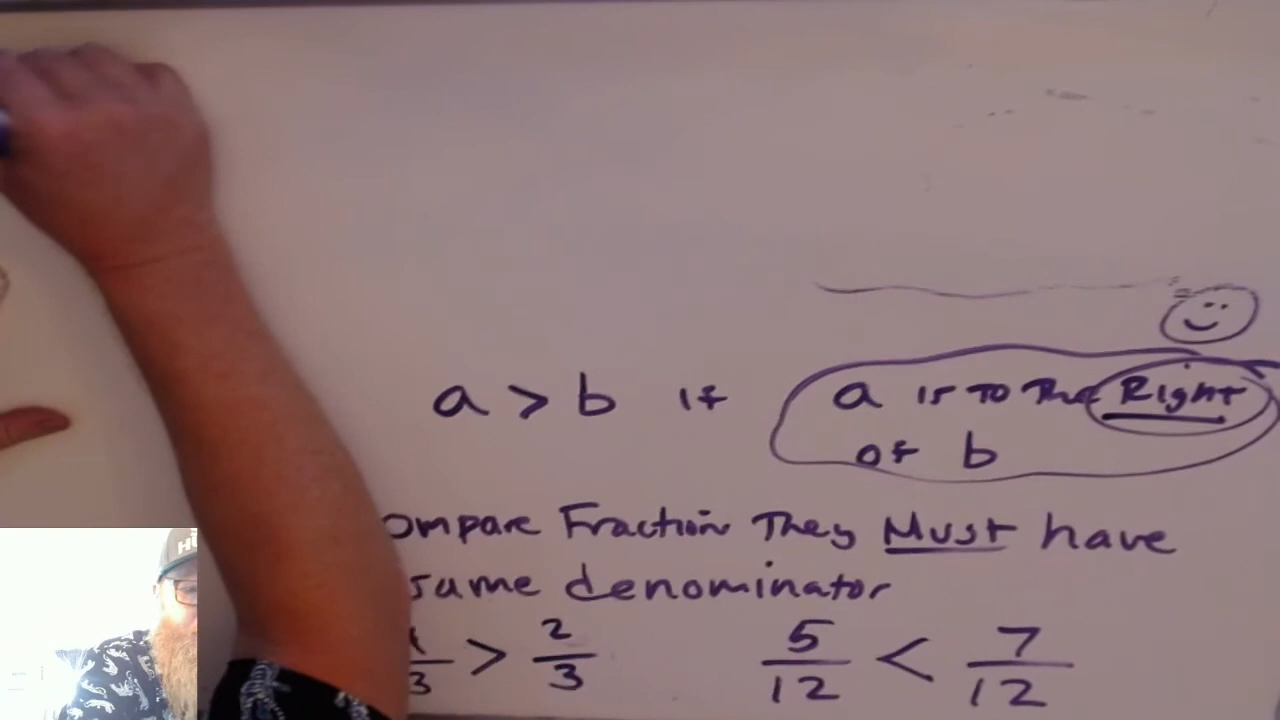 a > b if a is to the Right
of b
ompare Fraction They Must have
same denominator
/3 > 2/3 5/12 < 7/12